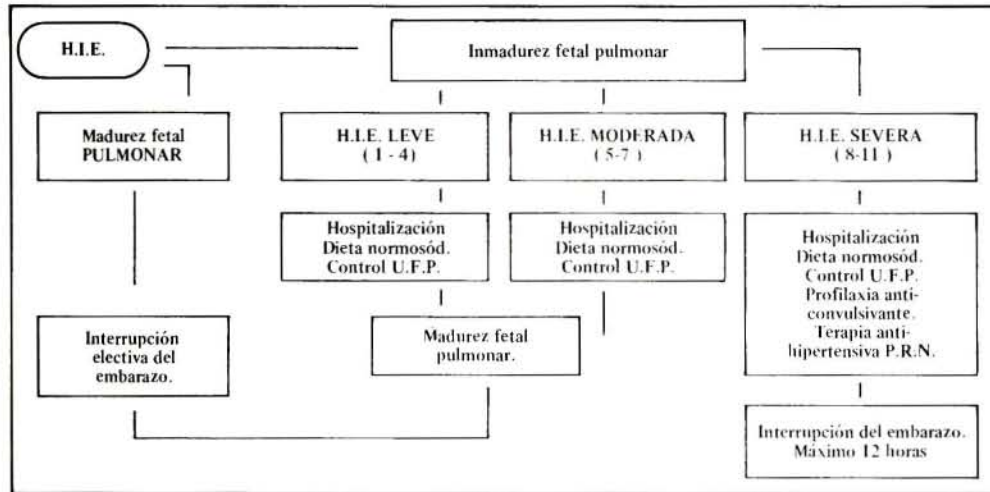 H.I.E.
Inmadurez fetal pulmonar
Madurez fetal
PULMONAR
H.I.E. LEVE
( 1 - 4)
H.I.E. MODERADA
( 5-7 )
H.I.E. SEVERA
( 8-11 )
Hospitalización
Dieta normosód.
Control U.F.P.
Hospitalización
Dieta normosód.
Control U.F.P.
Hospitalización
Dieta normosód.
Control U.F.P.
Profilaxia anti-
convulsivante.
Terapia anti-
hipertensiva P.R.N.
Interrupción
electiva del
embarazo.
Madurez fetal
pulmonar.
Interrupción del embarazo.
Máximo 12 horas